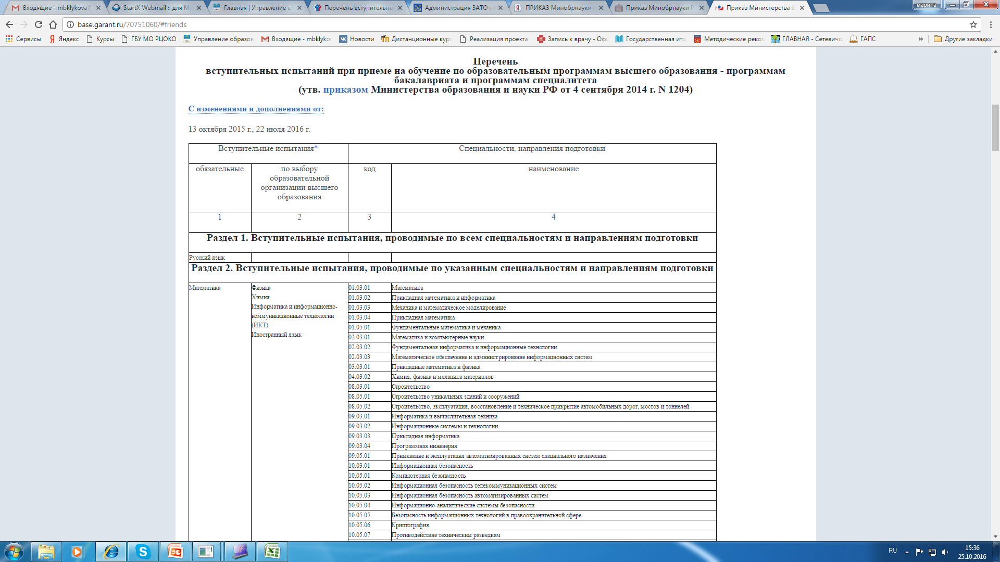 Входящие - mbklykova@
StartX Webmail :: для Му
Главная | Управление о
Перечень вступительны
Администрация ЗАТО г
ПРИКАЗ Минобрнауки
Приказ Минобрнауки Р
Приказ Министерства о
марина
base.garant.ru/70751060/#friends
Сервисы
Яндекс
Курсы
ГБУ МО РЦОКО
Управление образов
Входящие - mbklykov
Новости
Дистанционные курс
Реализация проекта
Запись к врачу - Офи
Государственная ито
Методические реком
ГЛАВНАЯ - Сетевичо
ГАПС
»
Другие закладки
Перечень
вступительных испытаний при приеме на обучение по образовательным программам высшего образования - программам
бакалавриата и программам специалитета
(утв. приказом Министерства образования и науки РФ от 4 сентября 2014 г. N 1204)
С изменениями и дополнениями от:
13 октября 2015 г., 22 июля 2016 г.
Вступительные испытания* Специальности, направления подготовки
обязательные по выбору код наименование
образовательной
организации высшего
образования
1 2 3 4
Раздел 1. Вступительные испытания, проводимые по всем специальностям и направлениям подготовки
Русский язык
Раздел 2. Вступительные испытания, проводимые по указанным специальностям и направлениям подготовки
Математика Физика 01.03.01 Математика
Химия 01.03.02 Прикладная математика и информатика
Информатика и информационно- 01.03.03 Механика и математическое моделирование
коммуникационные технологии 01.03.04 Прикладная математика
(ИКТ) 01.05.01 Фундаментальные математика и механика
Иностранный язык 02.03.01 Математика и компьютерные науки
02.03.02 Фундаментальная информатика и информационные технологии
02.03.03 Математическое обеспечение и администрирование информационных систем
03.03.01 Прикладные математика и физика
04.03.02 Химия, физика и механика материалов
08.03.01 Строительство
08.05.01 Строительство уникальных зданий и сооружений
08.05.02 Строительство, эксплуатация, восстановление и техническое прикрытие автомобильных дорог, мостов и тоннелей
09.03.01 Информатика и вычислительная техника
09.03.02 Информационные системы и технологии
09.03.03 Прикладная информатика
09.03.04 Программная инженерия
09.05.01 Применение и эксплуатация автоматизированных систем специального назначения
10.03.01 Информационная безопасность
10.05.01 Компьютерная безопасность
10.05.02 Информационная безопасность телекоммуникационных систем
10.05.03 Информационная безопасность автоматизированных систем
10.05.04 Информационно-аналитические системы безопасности
10.05.05 Безопасность информационных технологий в правоохранительной сфере
10.05.06 Криптография
10.05.07 Противодействие техническим разведкам
RU
15:36
25.10.2016